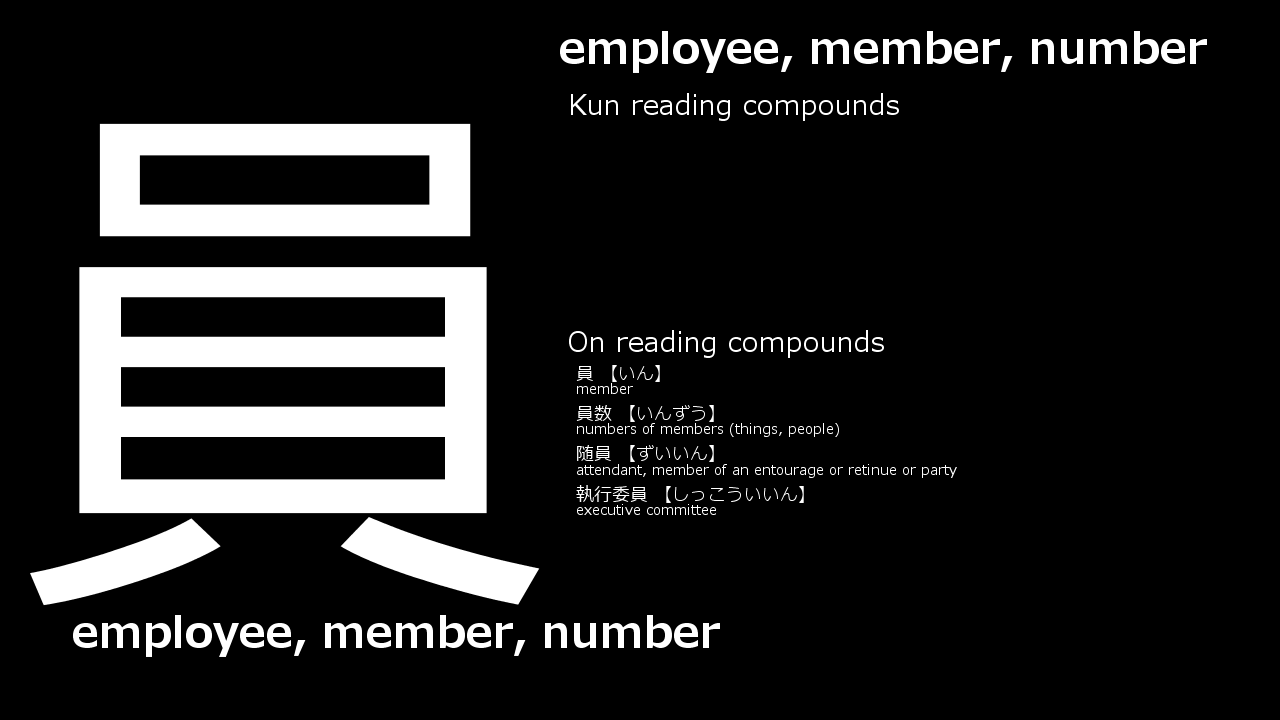 員
employee, member, number
Kun reading compounds
On reading compounds
員 【いん】
member
員数 【いんずう】
numbers of members (things, people)
随員 【ずいいん】
attendant, member of an entourage or retinue or party
執行委員 【しっこういいん】
executive committee
employee, member, number